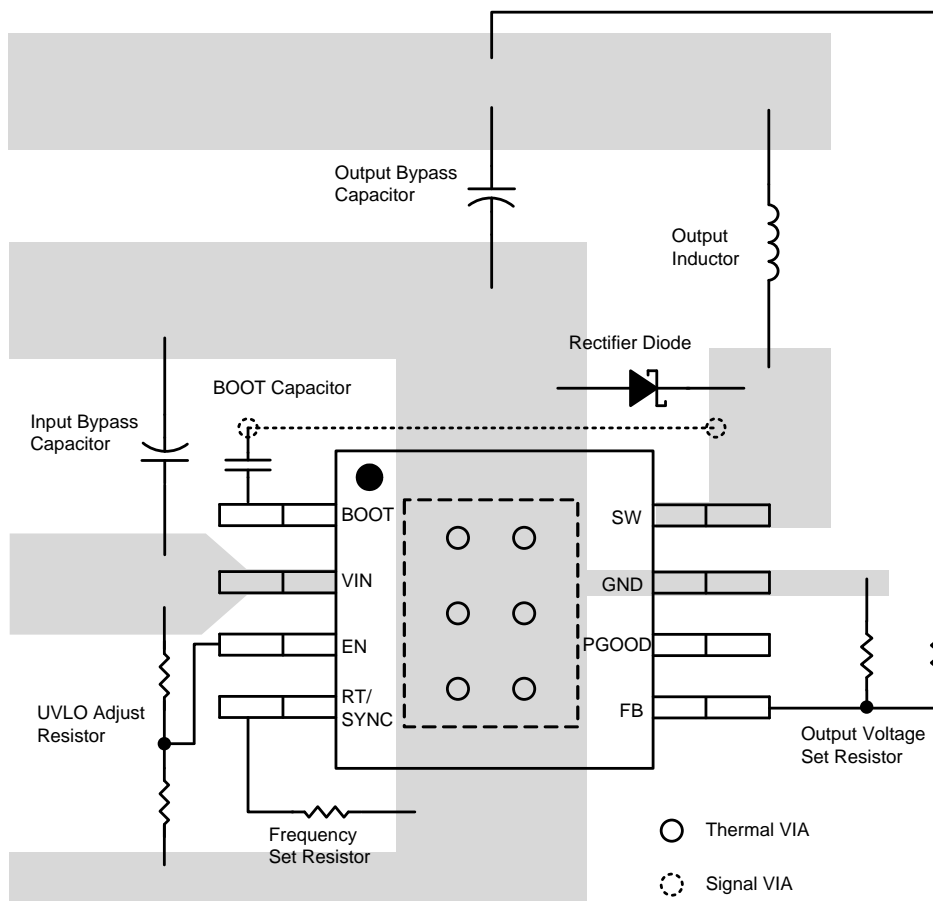 Output Bypass
Capacitor
Output
Inductor
Rectifier Diode
BOOT Capacitor
Input Bypass
Capacitor
BOOT
SW
VIN
GND
EN
PGOOD
RT/
SYNC
FB
UVLO Adjust
Resistor
Output Voltage
Set Resistor
Frequency
Set Resistor
Thermal VIA
Signal VIA